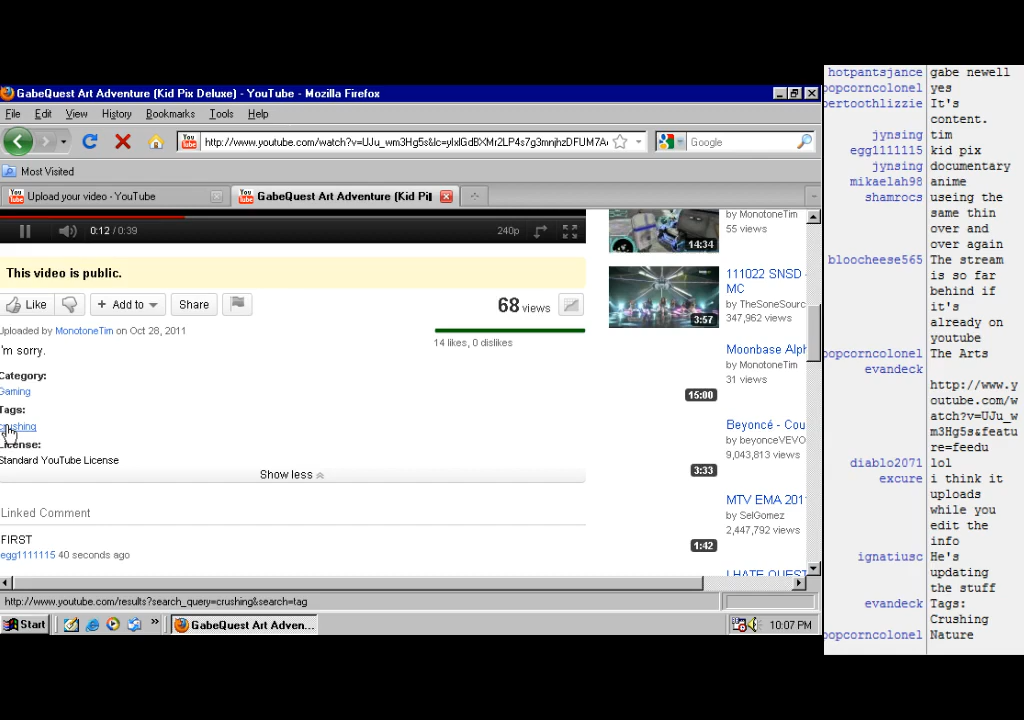 GabeQuest Art Adventure (Kid Pix Deluxe) - YouTube - Mozilla Firefox
File Edit View History Bookmarks Tools Help
http://www.youtube.com/watch?v=UJu_wm3Hg5s&lc=
Google
Most Visited
Upload your video - YouTube
GabeQuest Art Adventure (Kid Pi
0:12 / 0:39
240p
This video is public.
Like
Add to
Share
68 views
Uploaded by MonotoneTim on Oct 28, 2011
14 likes, 0 dislikes
'm sorry.
Category:
Gaming
Tags:
crushing
License:
Standard YouTube License
Show less
Linked Comment
FIRST
egg1111115 40 seconds ago
by MonotoneTim
55 views
14:34
111022 SNSD -
MC
by TheSoneSourc
347,962 views
3:57
Moonbase Alph
by MonotoneTim
31 views
15:00
Beyoncé - Cou
by beyonceVEVO
9,043,813 views
3:33
MTV EMA 201
by SelGomez
2,447,792 views
1:42
I HATE QUEST
http://www.youtube.com/results?search_query=crushing&search=tag
Start
GabeQuest Art Adven...
10:07 PM
hotpantsjance gabe newell
popcorncolonel yes
pertoothlizzie It's
content.
jynsing tim
egg1111115 kid pix
jynsing documentary
mikaelah98 anime
shamrocs useing the
same thin
over and
over again
bloocheese565 The stream
is so far
behind if
it's
already on
youtube
popcorncolonel The Arts
evandeck
http://www.y
outube.com/w
atch?v=UJu_w
m3Hg5s&featu
re=feedu
diablo2071 lol
excure i think it
uploads
while you
edit the
info
ignatiusc He's
updating
the stuff
evandeck Tags:
Crushing
popcorncolonel Nature